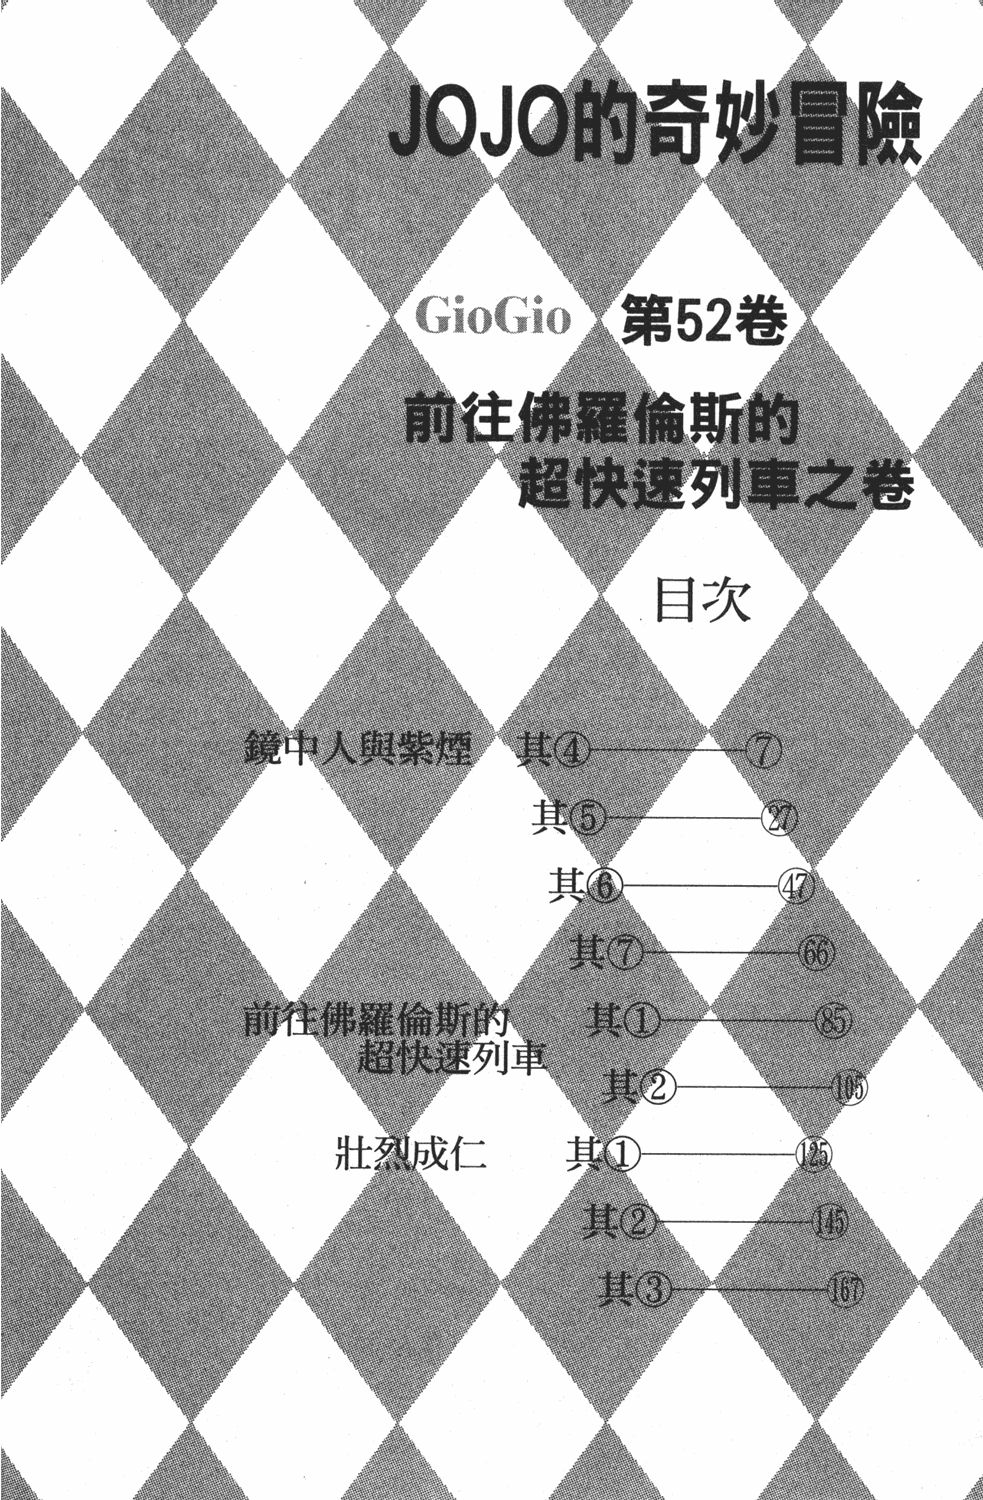 JOJO的奇妙冒險
GioGio 第52卷
前往佛羅倫斯的
超快速列車之卷
目次
鏡中人與紫煙 其④ ⑦
其⑤ ㉗
其⑥ ㊼
其⑦ 66
前往佛羅倫斯的 其① 85
超快速列車
其② 105
壯烈成仁 其① 125
其② 145
其③ 167